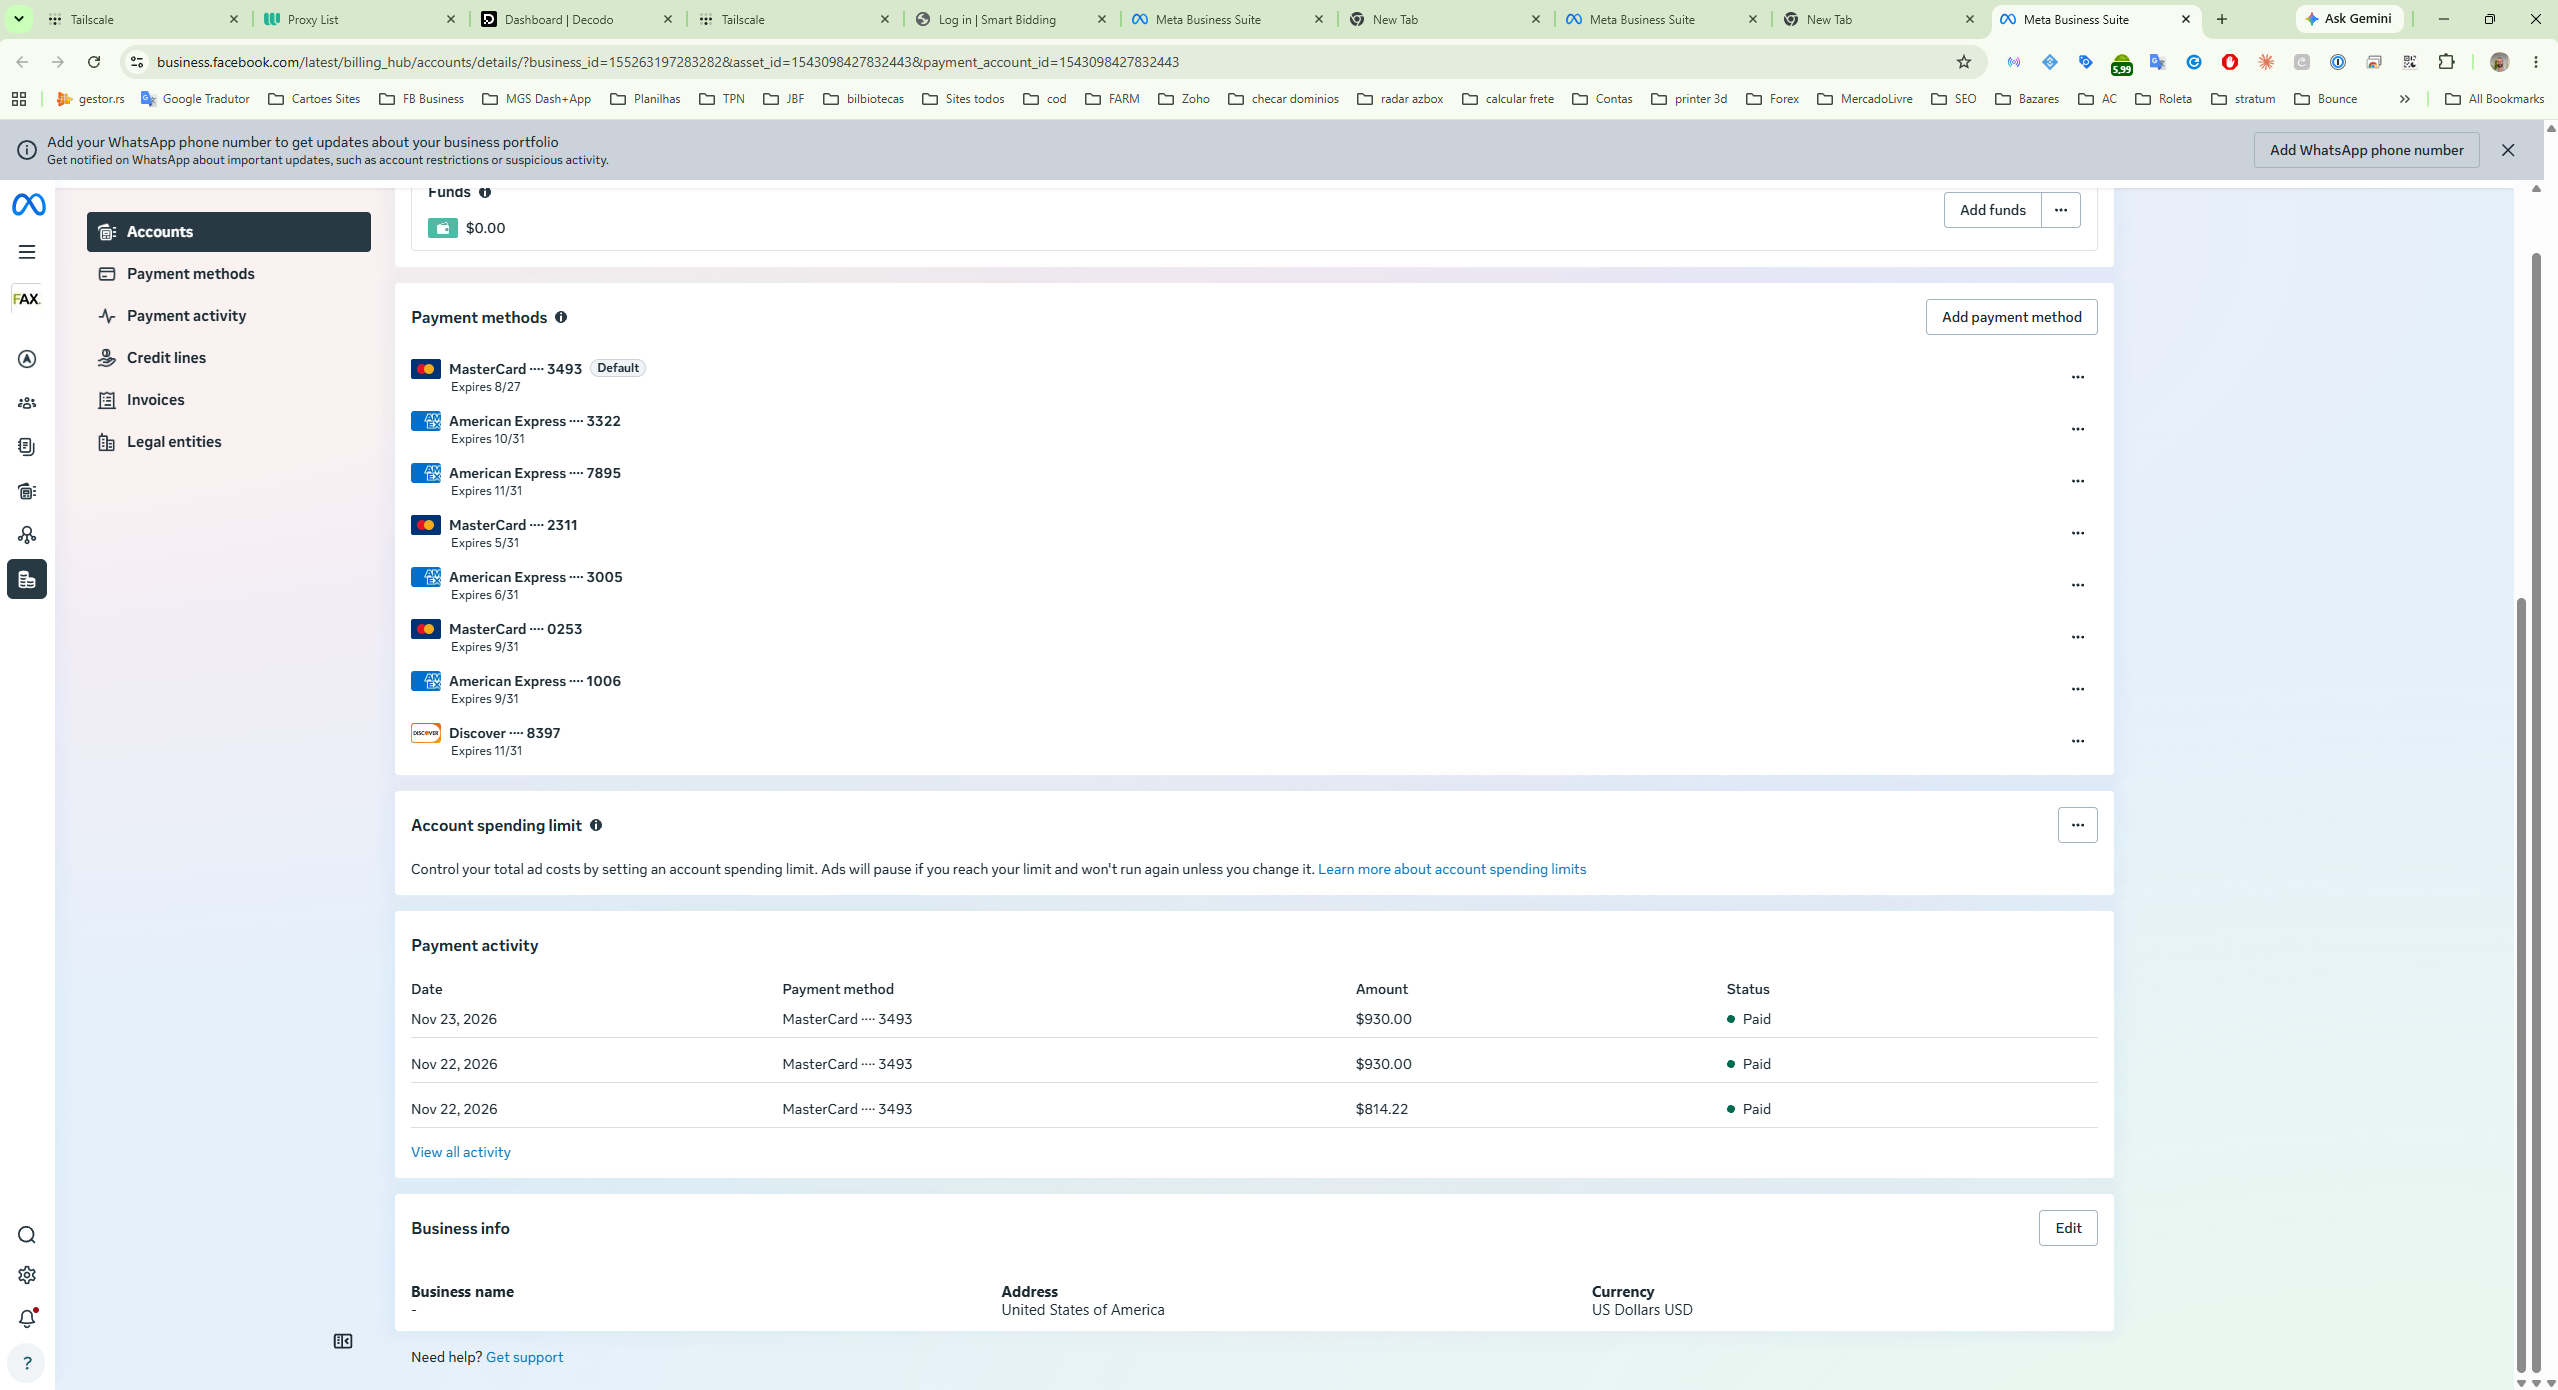 Tailscale
Proxy List
Dashboard | Decodo
Tailscale
Log in | Smart Bidding
Meta Business Suite
New Tab
Meta Business Suite
New Tab
Meta Business Suite
Ask Gemini
business.facebook.com/latest/billing_hub/accounts/details/?business_id=1552631972832828&asset_id=1543098427832443&payment_account_id=1543098427832443
5,99
gestor.rs
Google Tradutor
Cartoes Sites
FB Business
MGS Dash+App
Planilhas
TPN
JBF
bilbiotecas
Sites todos
cod
FARM
Zoho
checar dominios
radar azbox
calcular frete
Contas
printer 3d
Forex
MercadoLivre
SEO
Bazares
AC
Roleta
stratum
Bounce
All Bookmarks
Add your WhatsApp phone number to get updates about your business portfolio
Get notified on WhatsApp about important updates, such as account restrictions or suspicious activity.
Add WhatsApp phone number
FAX.
Accounts
Payment methods
Payment activity
Credit lines
Invoices
Legal entities
Funds
$0.00
Add funds
Payment methods
Add payment method
MasterCard ···· 3493 Default
Expires 8/27
American Express ···· 3322
Expires 10/31
American Express ···· 7895
Expires 11/31
MasterCard ···· 2311
Expires 5/31
American Express ···· 3005
Expires 6/31
MasterCard ···· 0253
Expires 9/31
American Express ···· 1006
Expires 9/31
DISCOVER
Discover ···· 8397
Expires 11/31
Account spending limit
Control your total ad costs by setting an account spending limit. Ads will pause if you reach your limit and won't run again unless you change it. Learn more about account spending limits
Payment activity
Date Payment method Amount Status
Nov 23, 2026 MasterCard ···· 3493 $930.00 Paid
Nov 22, 2026 MasterCard ···· 3493 $930.00 Paid
Nov 22, 2026 MasterCard ···· 3493 $814.22 Paid
View all activity
Business info
Edit
Business name Address Currency
- United States of America US Dollars USD
Need help? Get support